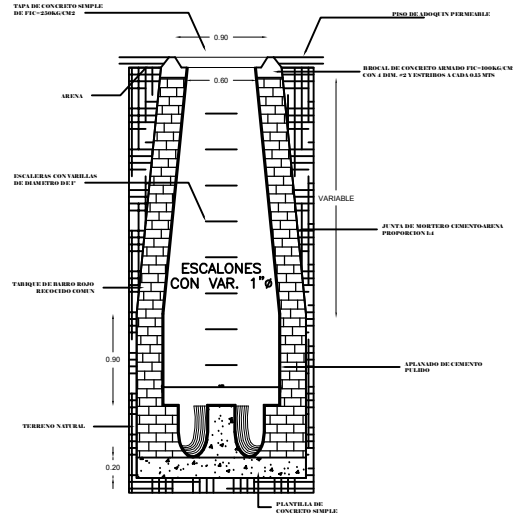 TAPA DE CONCRETO SIMPLE
DE F1C=250KG/CM2
PISO DE ADOQUIN PERMEABLE
0.90
BROCAL DE CONCRETO ARMADO F1C=100KG/CM
CON 4 DIM. #2 Y ESTRIBOS A CADA 0.15 MTS
0.60
ARENA
ESCALERAS CON VARILLAS
DE DIAMETRO DE 1"
VARIABLE
JUNTA DE MORTERO CEMENTO-ARENA
PROPORCION 1:4
ESCALONES
CON VAR. 1"ø
TABIQUE DE BARRO ROJO
RECOCIDO COMUN
0.90
APLANADO DE CEMENTO
PULIDO
TERRENO NATURAL
0.20
PLANTILLA DE
CONCRETO SIMPLE